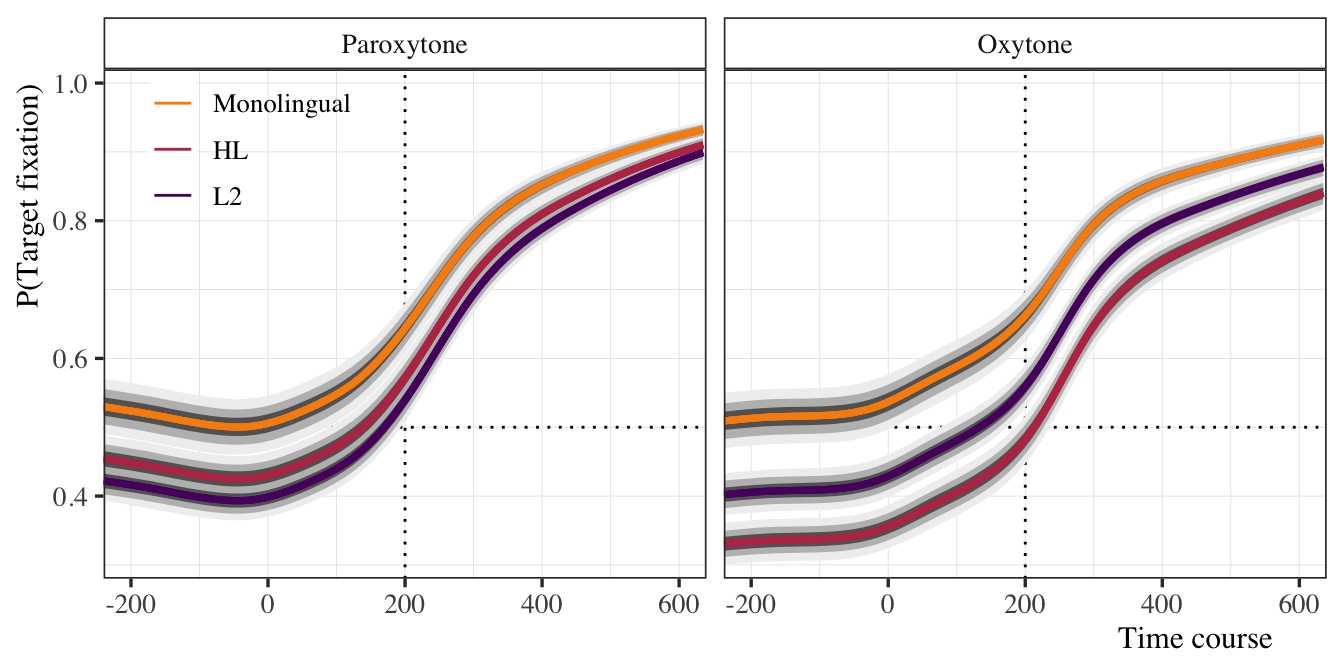 Paroxytone
Oxytone
P(Target fixation)
1.0
0.8
0.6
0.4
Monolingual
HL
L2
-200 0 200 400 600
-200 0 200 400 600
Time course